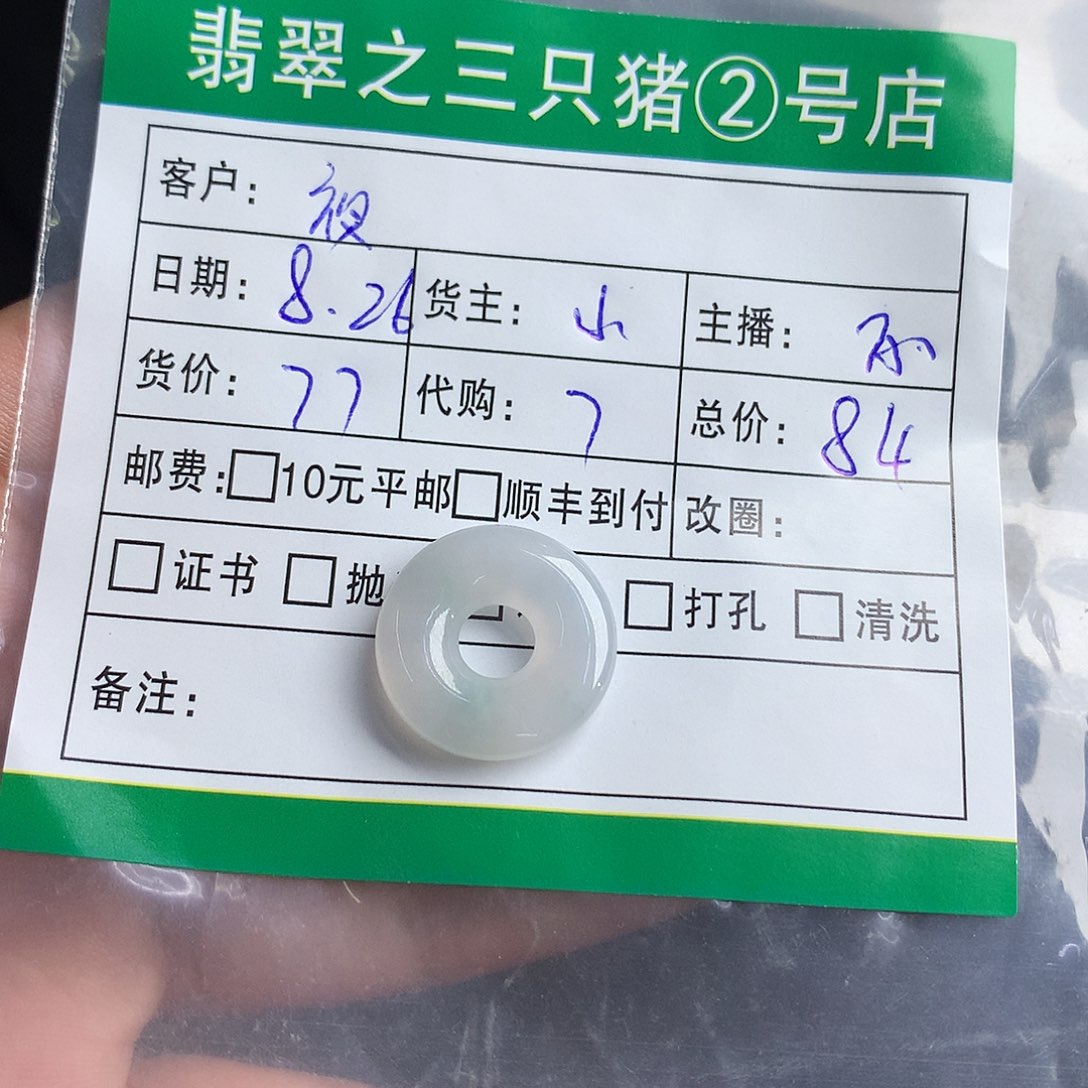 翡翠之三只猪②号店
客户:
日期: 8.26 货主: 小 主播:
货价: 77 代购: 7 总价: 84
邮费: 10元平邮 顺丰到付 改圈:
证书 抛 打孔 清洗
备注: